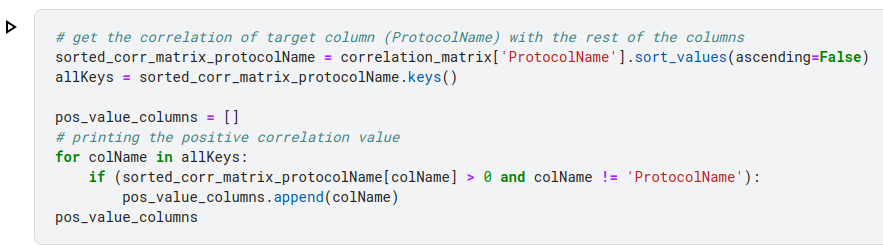 # get the correlation of target column (ProtocolName) with the rest of the columns
sorted_corr_matrix_protocolName = correlation_matrix['ProtocolName'].sort_values(ascending=False)
allKeys = sorted_corr_matrix_protocolName.keys()

pos_value_columns = []
# printing the positive correlation value
for colName in allKeys:
    if (sorted_corr_matrix_protocolName[colName] > 0 and colName != 'ProtocolName'):
        pos_value_columns.append(colName)
pos_value_columns